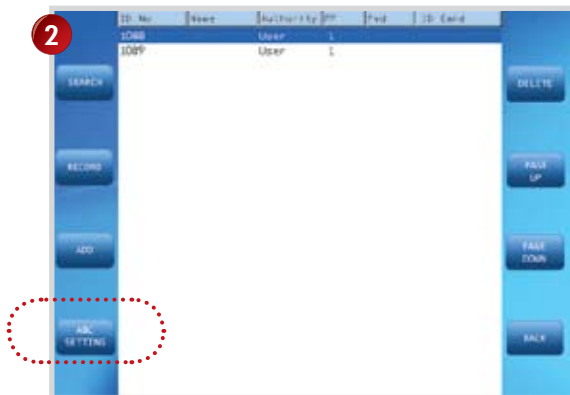 2
ID No Name Authority FP Pwd ID Card
1088 User 1
1089 User 1
SEARCH
RECORD
ADD
ABC
SETTING
DELETE
PAGE
UP
PAGE
DOWN
BACK